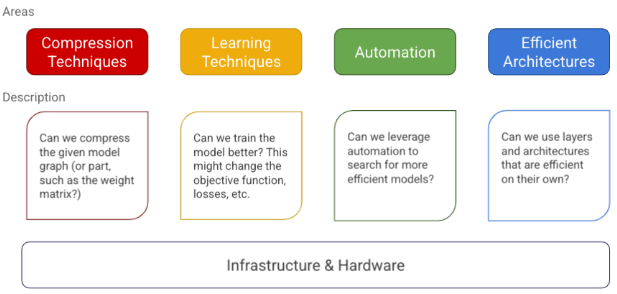 Areas
Compression
Techniques
Learning
Techniques
Automation
Efficient
Architectures
Description
Can we compress
the given model
graph (or part,
such as the weight
matrix?)
Can we train the
model better? This
might change the
objective function,
losses, etc.
Can we leverage
automation to
search for more
efficient models?
Can we use layers
and architectures
that are efficient
on their own?
Infrastructure & Hardware